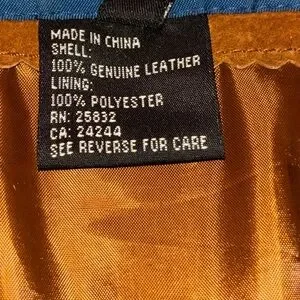 MADE IN CHINA
SHELL:
100% GENUINE LEATHER
LINING:
100% POLYESTER
RN: 25832
CA: 24244
SEE REVERSE FOR CARE